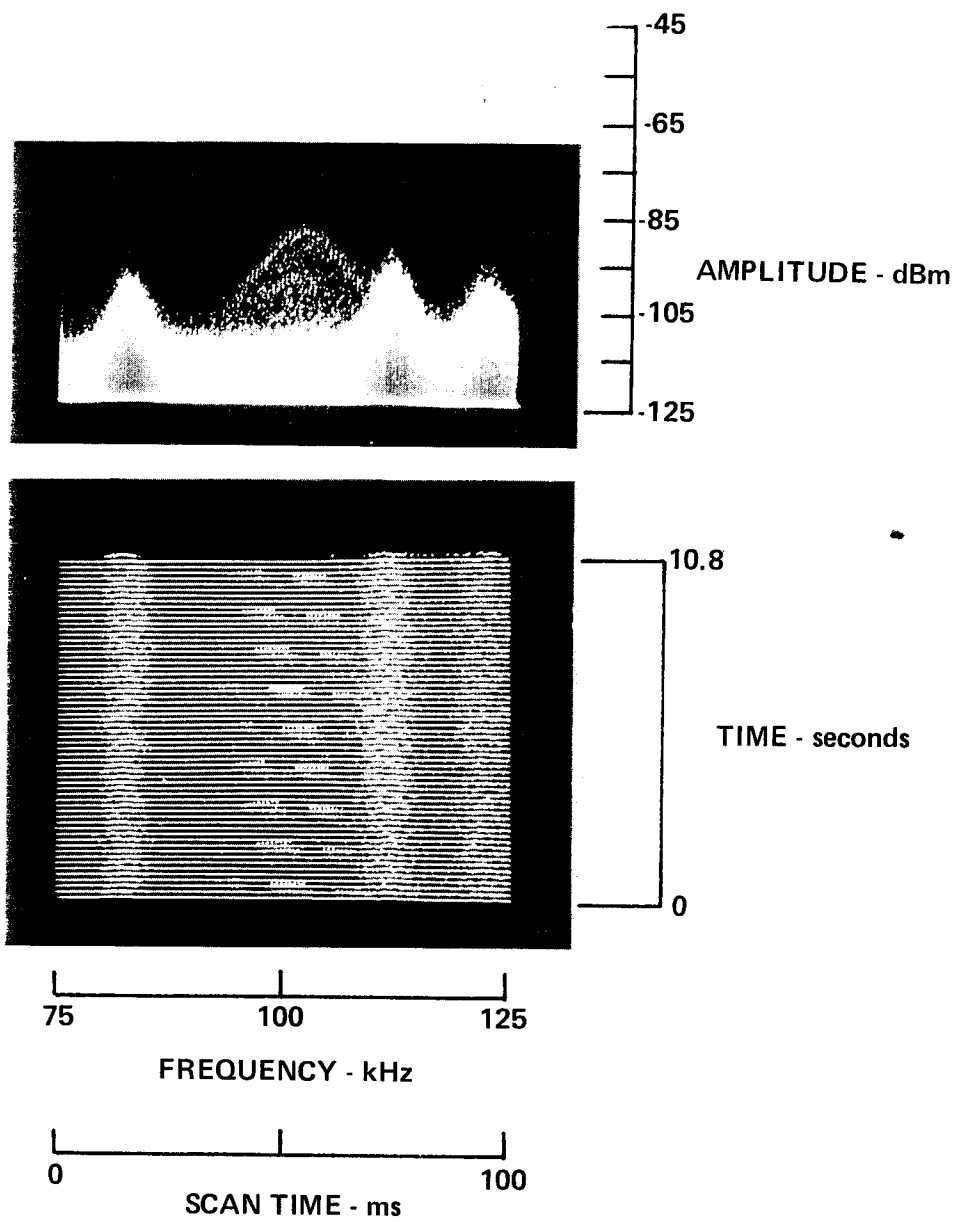 -45
-65
-85
AMPLITUDE - dBm
-105
-125
10.8
TIME - seconds
0
75 100 125
FREQUENCY - kHz
0 100
SCAN TIME - ms